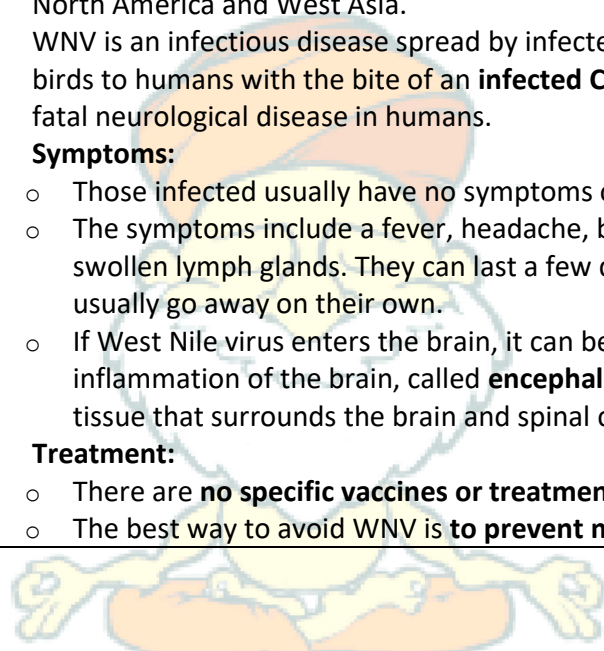 North America and West Asia.
WNV is an infectious disease spread by infecte
birds to humans with the bite of an infected C
fatal neurological disease in humans.
Symptoms:
o Those infected usually have no symptoms o
o The symptoms include a fever, headache, b
swollen lymph glands. They can last a few d
usually go away on their own.
o If West Nile virus enters the brain, it can be
inflammation of the brain, called encephal
tissue that surrounds the brain and spinal c
Treatment:
o There are no specific vaccines or treatmen
o The best way to avoid WNV is to prevent m